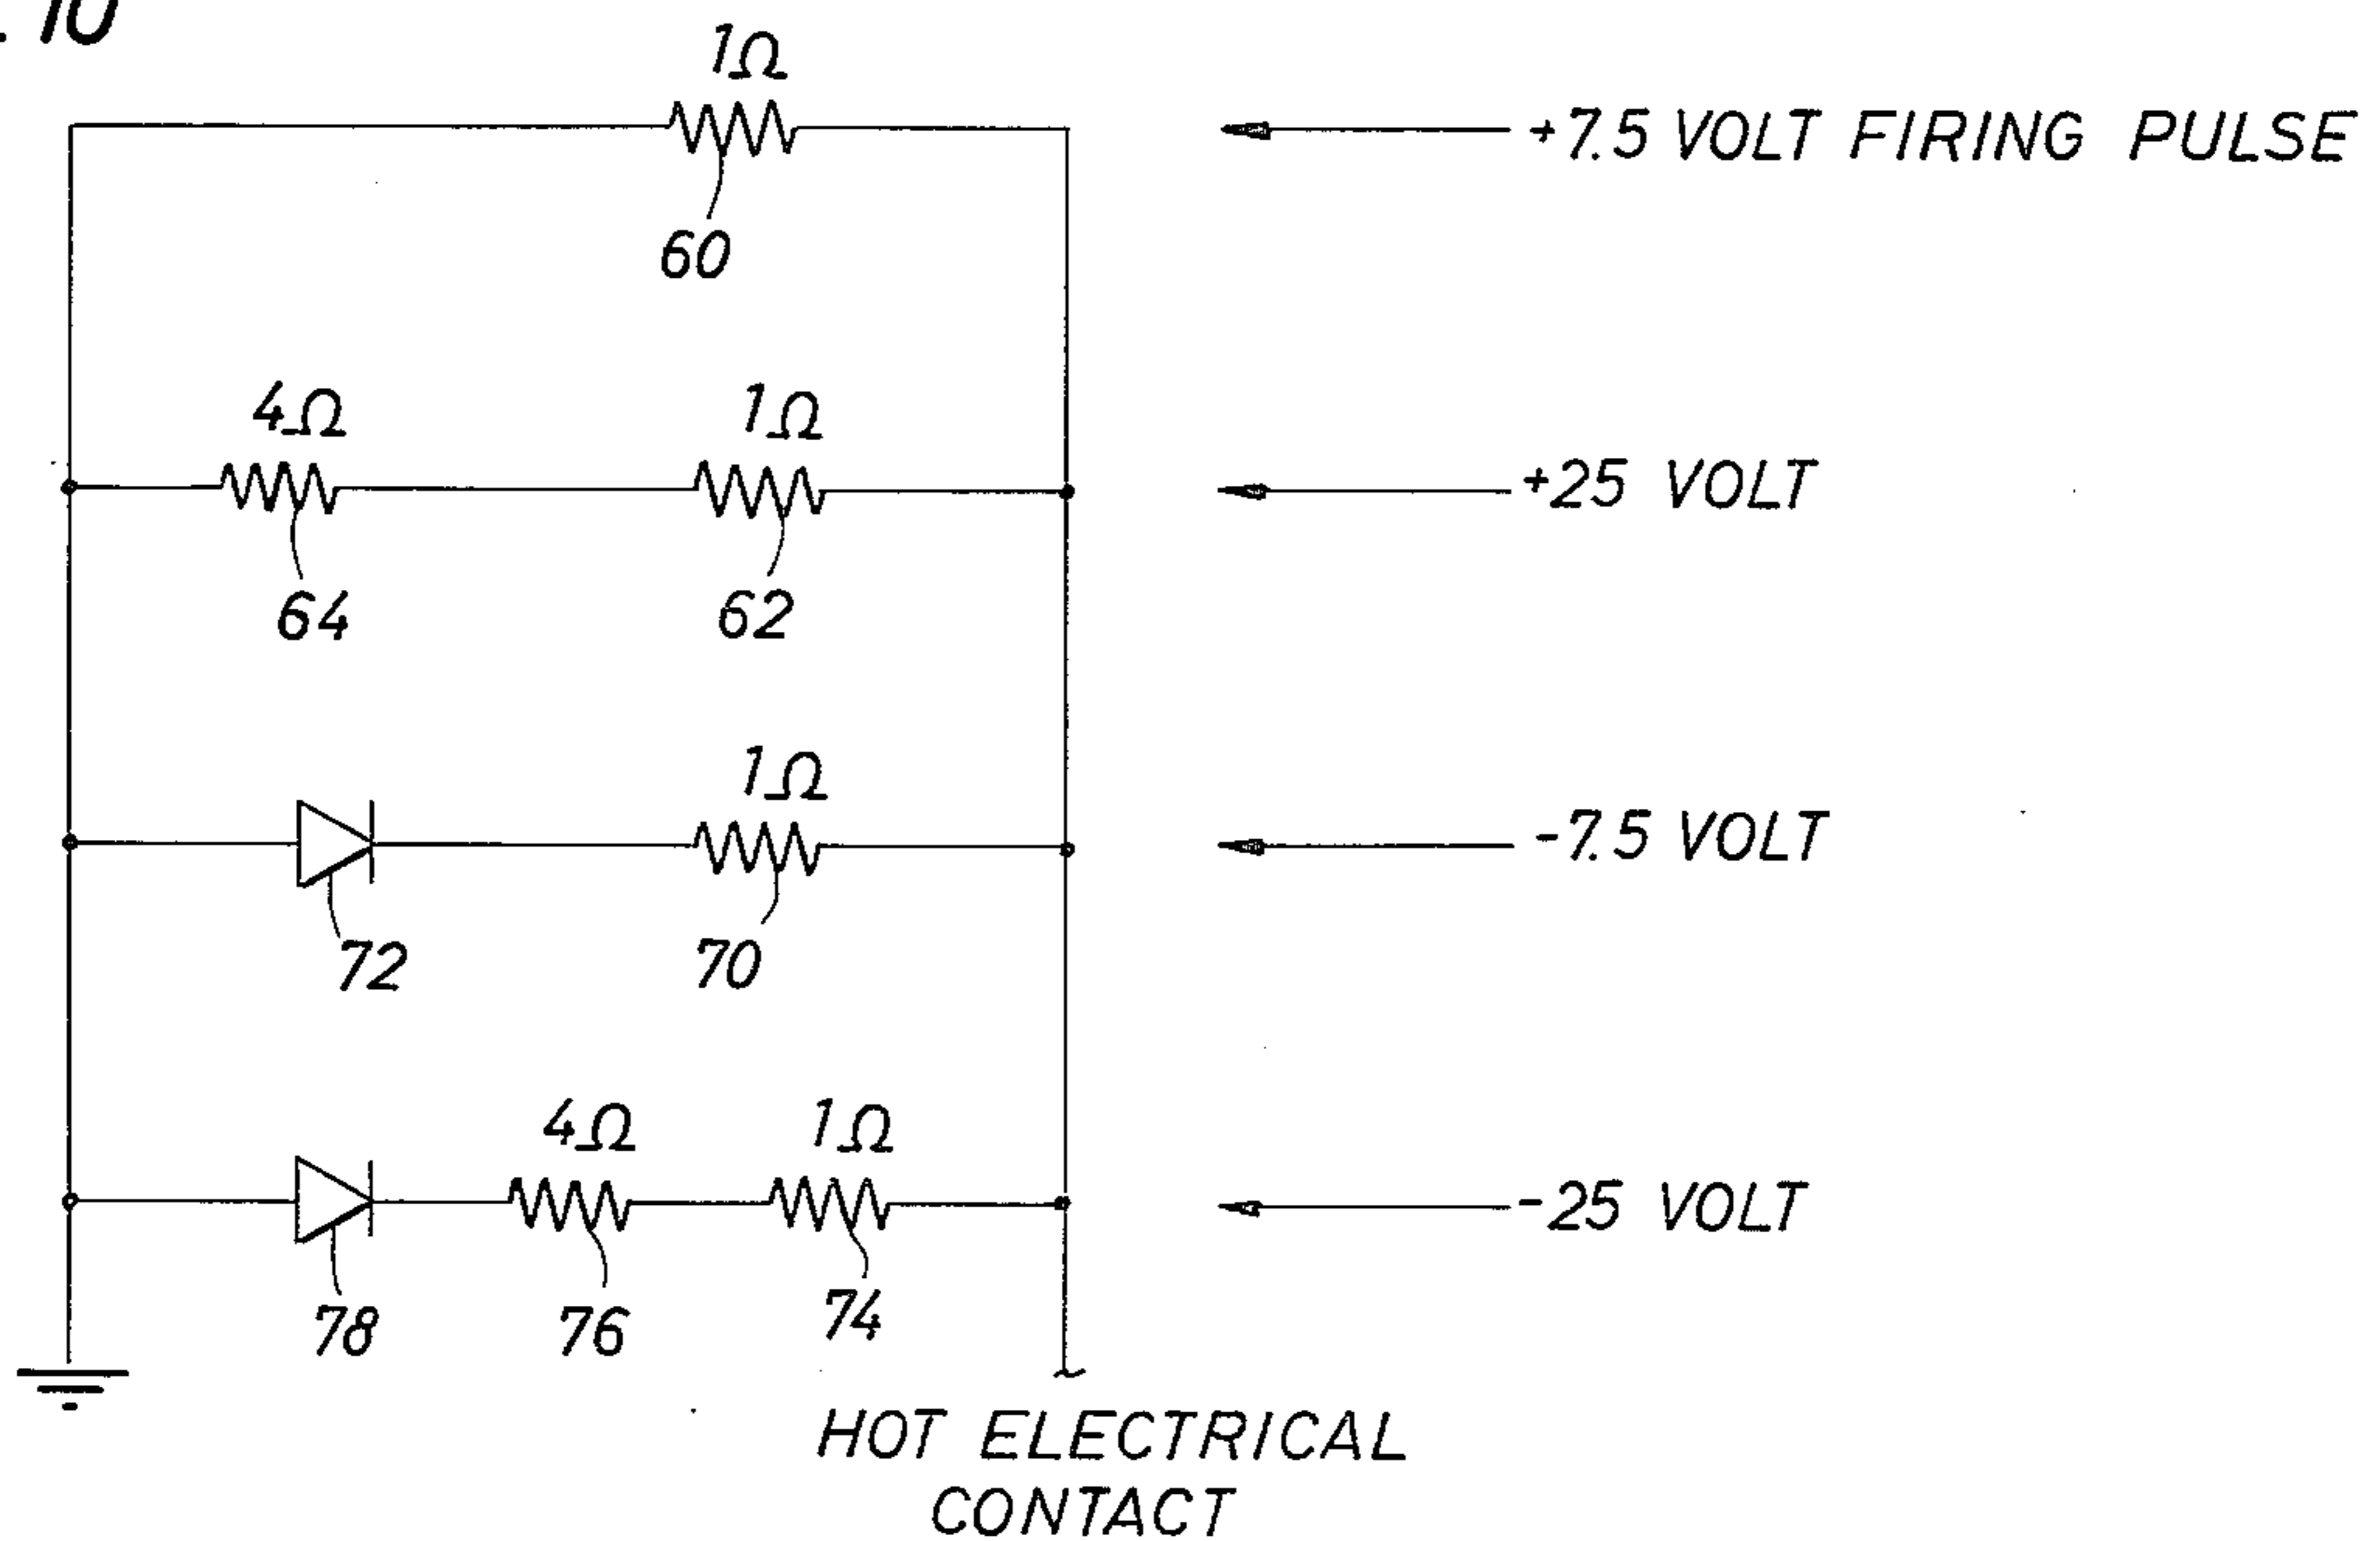 . 10
1Ω
+7.5 VOLT FIRING PULSE
60
4Ω 1Ω
+25 VOLT
64 62
1Ω
-7.5 VOLT
72 70
4Ω 1Ω
-25 VOLT
78 76 74
HOT ELECTRICAL
CONTACT